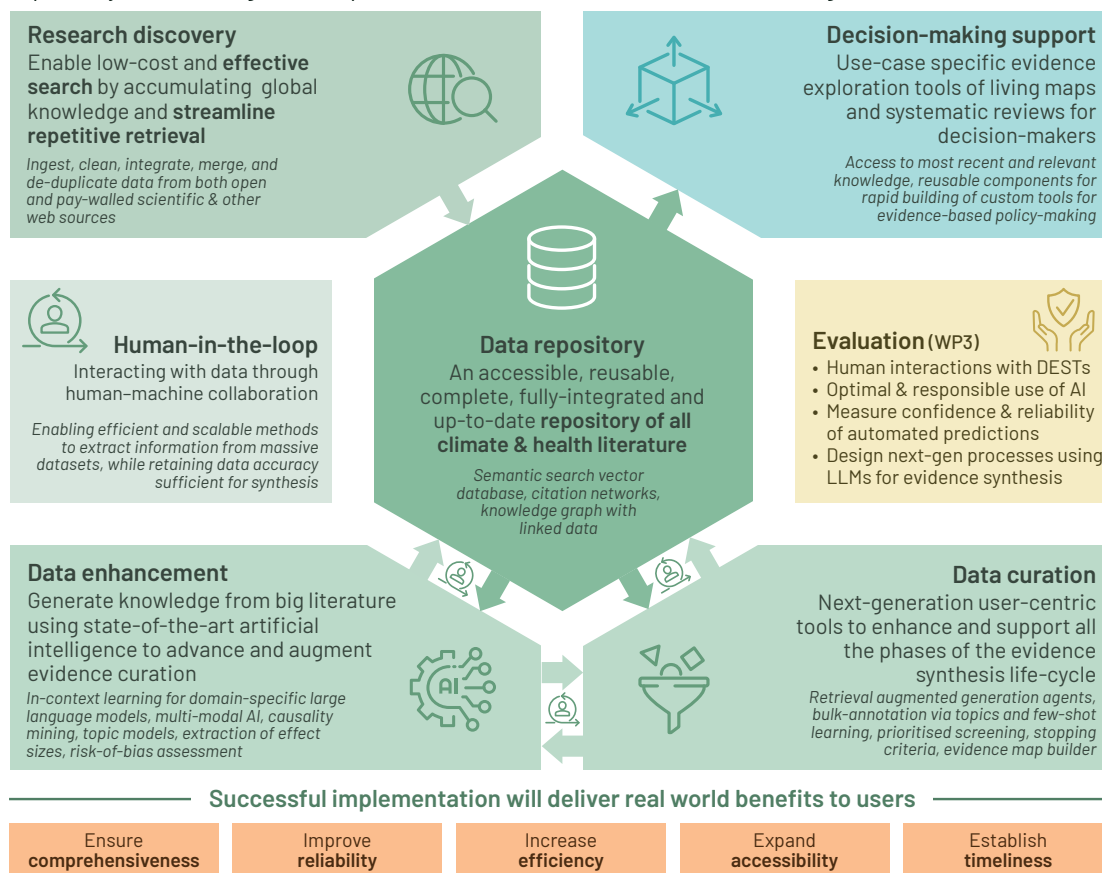 Research discovery
Enable low-cost and effective
search by accumulating global
knowledge and streamline
repetitive retrieval
Ingest, clean, integrate, merge, and
de-duplicate data from both open
and pay-walled scientific & other
web sources
Decision-making support
Use-case specific evidence
exploration tools of living maps
and systematic reviews for
decision-makers
Access to most recent and relevant
knowledge, reusable components for
rapid building of custom tools for
evidence-based policy-making
Human-in-the-loop
Interacting with data through
human–machine collaboration
Enabling efficient and scalable methods
to extract information from massive
datasets, while retaining data accuracy
sufficient for synthesis
Data repository
An accessible, reusable,
complete, fully-integrated and
up-to-date repository of all
climate & health literature
Semantic search vector
database, citation networks,
knowledge graph with
linked data
Evaluation (WP3)
• Human interactions with DESTs
• Optimal & responsible use of AI
• Measure confidence & reliability
of automated predictions
• Design next-gen processes using
LLMs for evidence synthesis
Data enhancement
Generate knowledge from big literature
using state-of-the-art artificial
intelligence to advance and augment
evidence curation
In-context learning for domain-specific large
language models, multi-modal AI, causality
mining, topic models, extraction of effect
sizes, risk-of-bias assessment
AI
Data curation
Next-generation user-centric
tools to enhance and support all
the phases of the evidence
synthesis life-cycle
Retrieval augmented generation agents,
bulk-annotation via topics and few-shot
learning, prioritised screening, stopping
criteria, evidence map builder
Successful implementation will deliver real world benefits to users
Ensure
comprehensiveness
Improve
reliability
Increase
efficiency
Expand
accessibility
Establish
timeliness